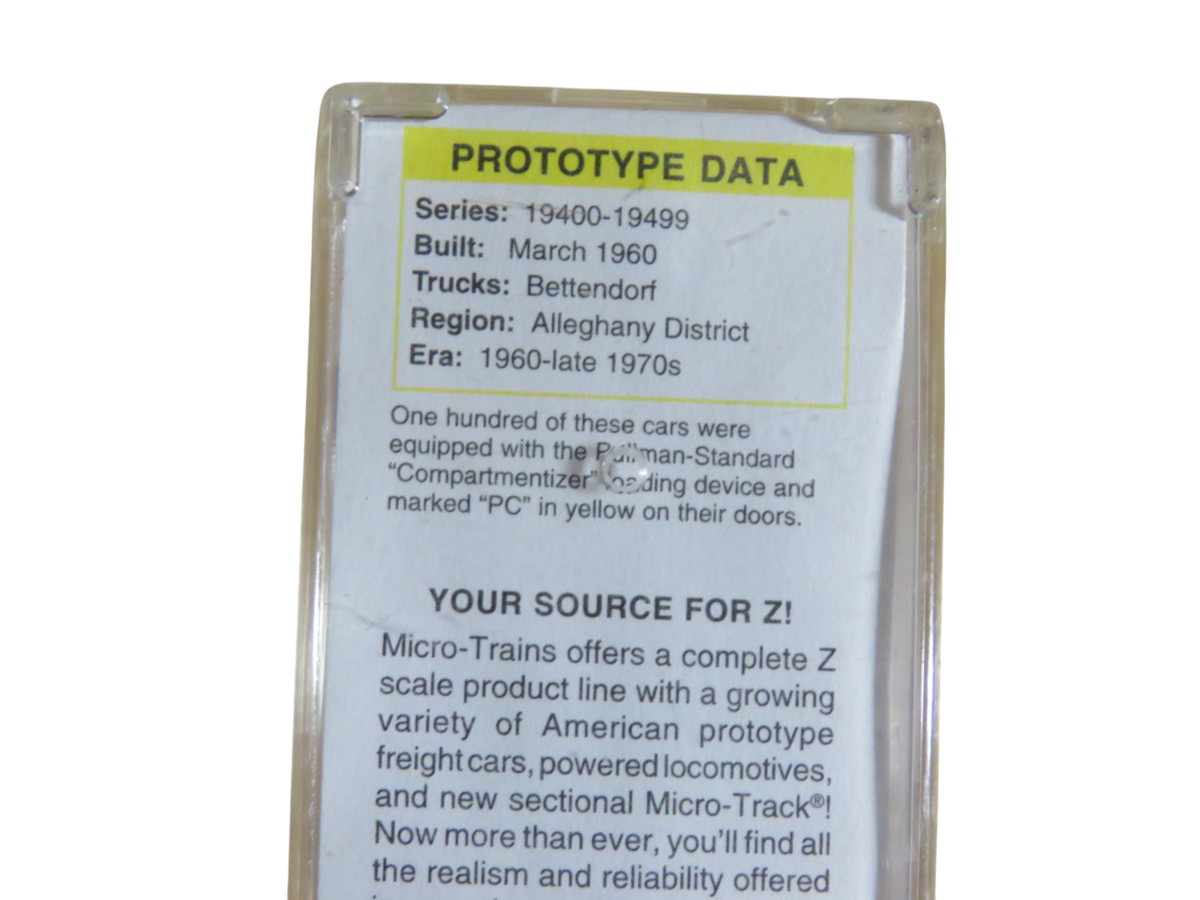 PROTOTYPE DATA
Series: 19400-19499
Built: March 1960
Trucks: Bettendorf
Region: Alleghany District
Era: 1960-late 1970s
One hundred of these cars were
equipped with the Pullman-Standard
“Compartmentizer” loading device and
marked “PC” in yellow on their doors.
YOUR SOURCE FOR Z!
Micro-Trains offers a complete Z
scale product line with a growing
variety of American prototype
freight cars, powered locomotives,
and new sectional Micro-Track®!
Now more than ever, you’ll find all
the realism and reliability offered